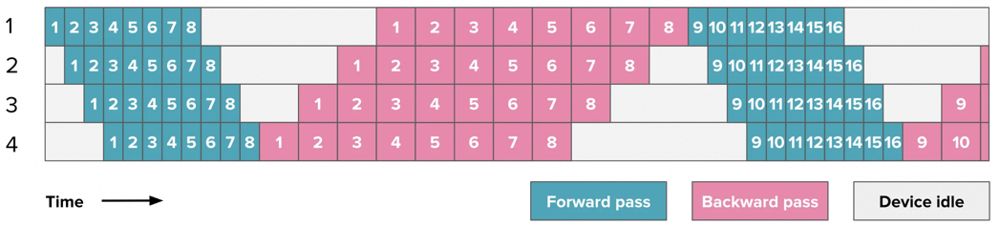 1 1 2 3 4 5 6 7 8 1 2 3 4 5 6 7 8 9 10 11 12 13 14 15 16
2 1 2 3 4 5 6 7 8 1 2 3 4 5 6 7 8 9 10 11 12 13 14 15 16
3 1 2 3 4 5 6 7 8 1 2 3 4 5 6 7 8 9 10 11 12 13 14 15 16 9
4 1 2 3 4 5 6 7 8 1 2 3 4 5 6 7 8 9 10 11 12 13 14 15 16 9 10
Time Forward pass Backward pass Device idle